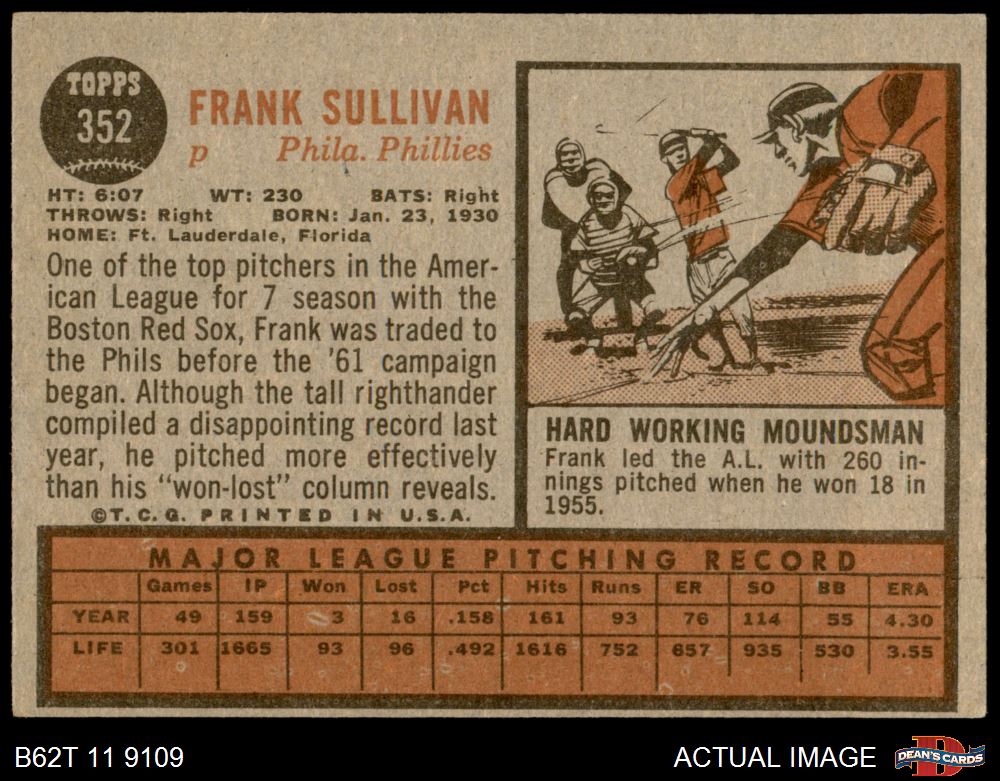 TOPPS
352
FRANK SULLIVAN
p Phila. Phillies
HT: 6:07 WT: 230 BATS: Right
THROWS: Right BORN: Jan. 23, 1930
HOME: Ft. Lauderdale, Florida
One of the top pitchers in the Amer-
ican League for 7 season with the
Boston Red Sox, Frank was traded to
the Phils before the '61 campaign
began. Although the tall righthander
compiled a disappointing record last
year, he pitched more effectively
than his "won-lost" column reveals.
©T.C.G. PRINTED IN U.S.A.
HARD WORKING MOUNDSMAN
Frank led the A.L. with 260 in-
nings pitched when he won 18 in
1955.
MAJOR LEAGUE PITCHING RECORD
Games IP Won Lost Pct Hits Runs ER SO BB ERA
YEAR 49 159 3 16 .158 161 93 76 114 55 4.30
LIFE 301 1665 93 96 .492 1616 752 657 935 530 3.55
B62T 11 9109
ACTUAL IMAGE
D
DEAN'S CARDS